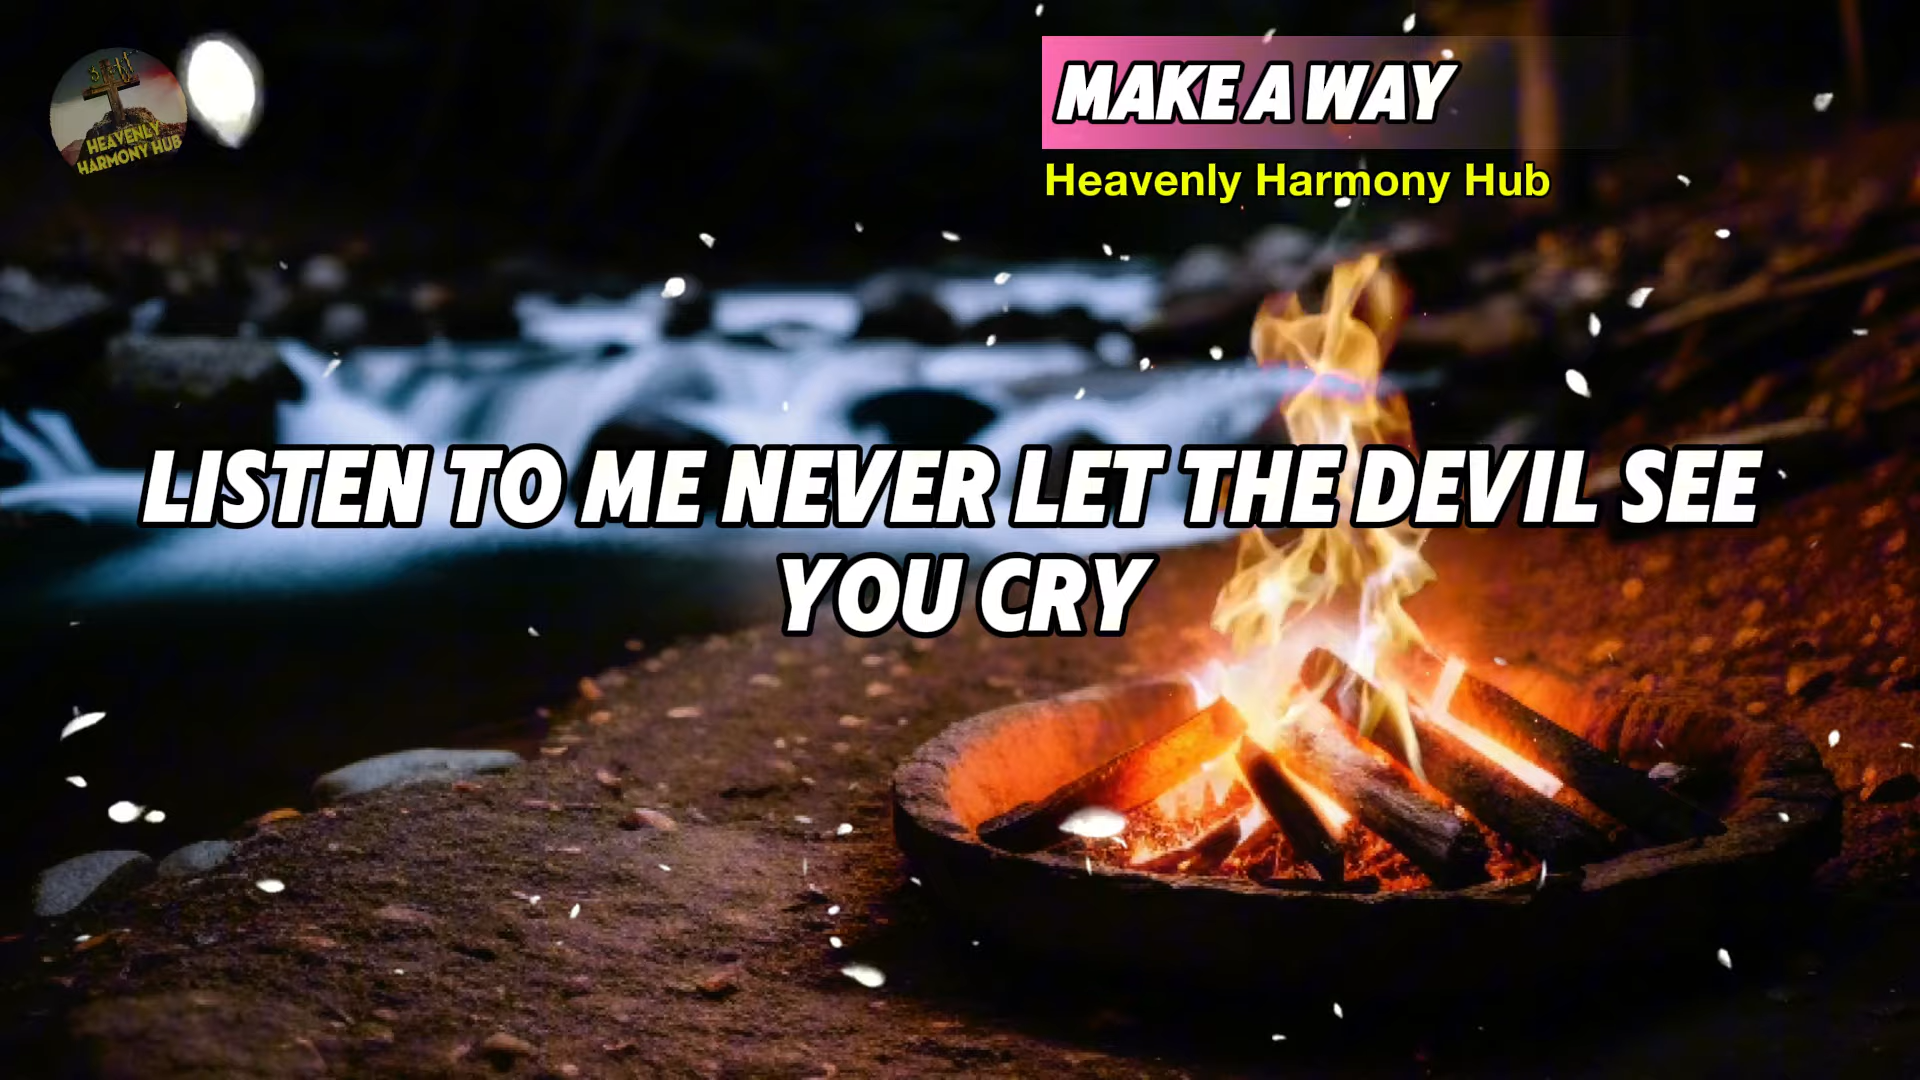 HEAVENLY
HARMONY HUB
MAKE A WAY
Heavenly Harmony Hub
LISTEN TO ME NEVER LET THE DEVIL SEE
YOU CRY